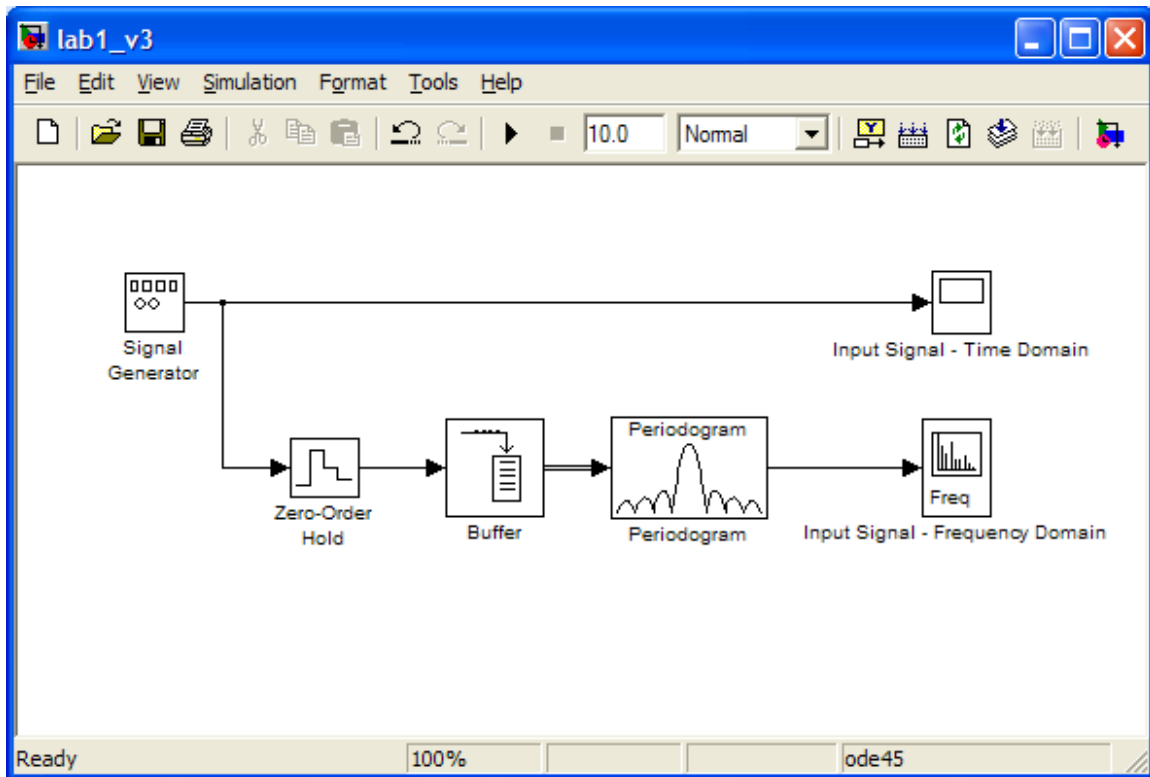 lab1_v3
File Edit View Simulation Format Tools Help
10.0 Normal
Signal
Generator
Input Signal - Time Domain
Zero-Order
Hold
Buffer
Periodogram
Periodogram
Freq
Input Signal - Frequency Domain
Ready 100% ode45